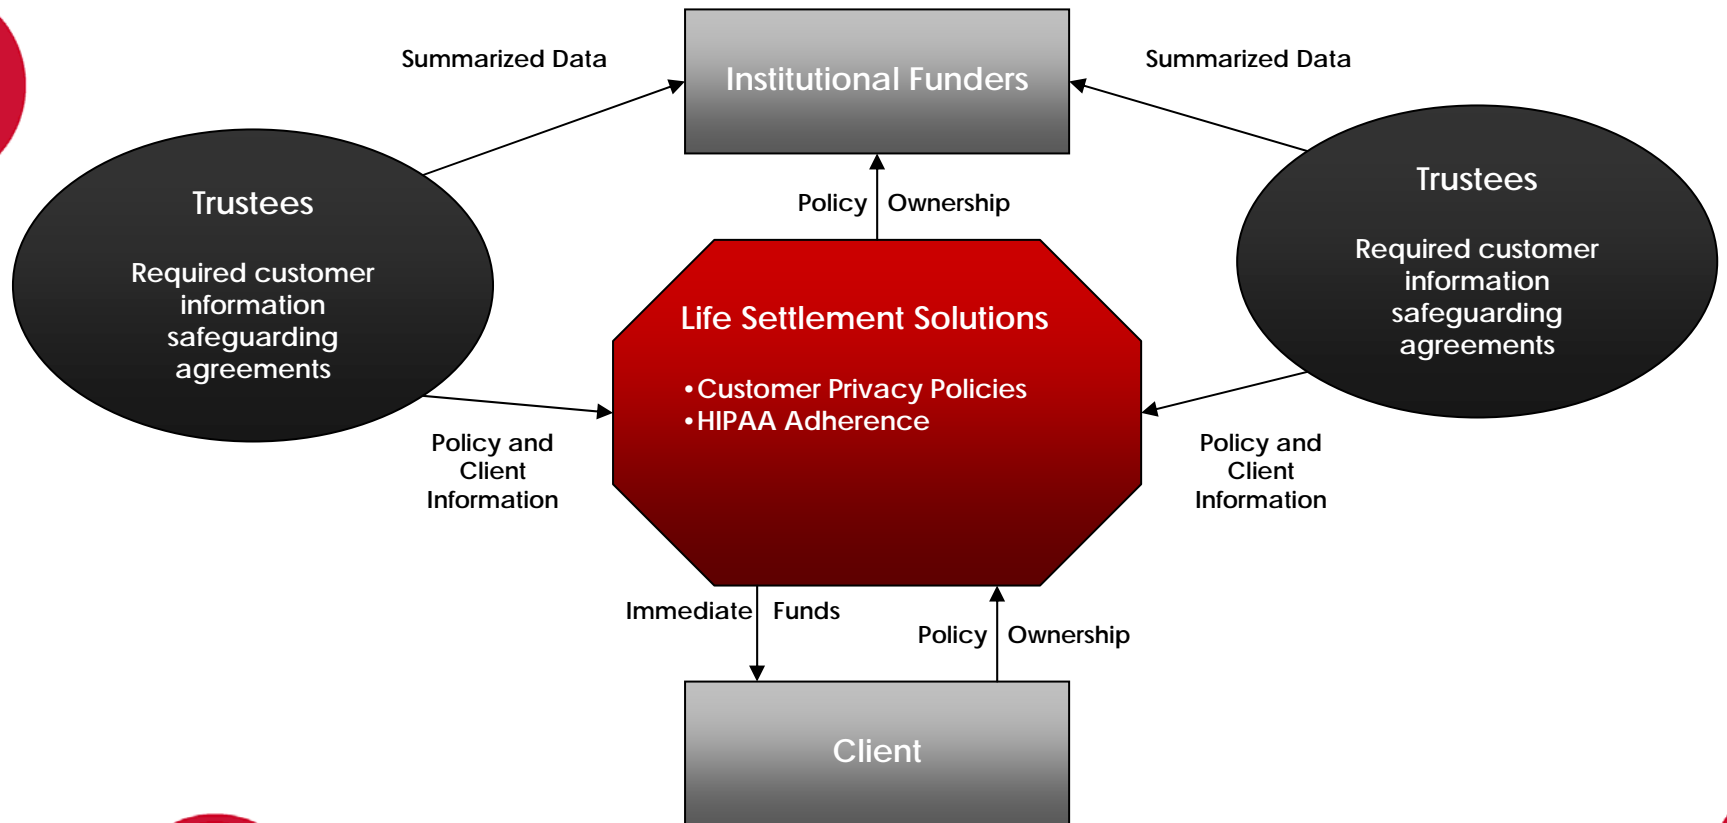 Summarized Data
Institutional Funders
Summarized Data
Trustees
Required customer
information
safeguarding
agreements
Policy Ownership
Trustees
Required customer
information
safeguarding
agreements
Life Settlement Solutions
•Customer Privacy Policies
•HIPAA Adherence
Policy and
Client
Information
Policy and
Client
Information
Immediate Funds
Policy Ownership
Client